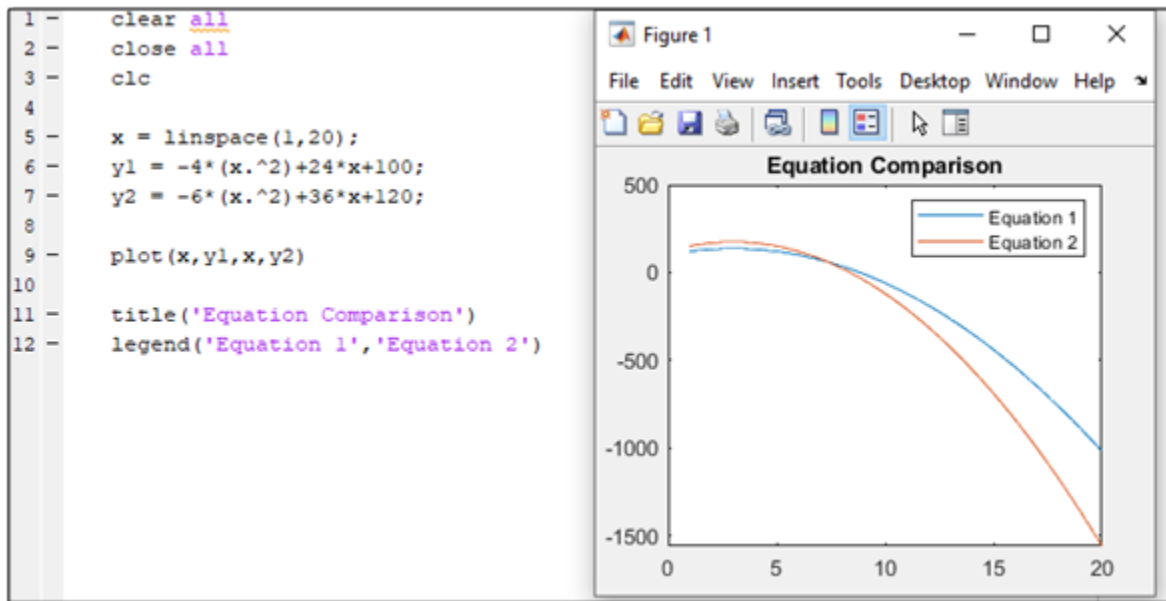 1 - clear all
2 - close all
3 - clc
4
5 - x = linspace(1,20);
6 - y1 = -4*(x.^2)+24*x+100;
7 - y2 = -6*(x.^2)+36*x+120;
8
9 - plot(x,y1,x,y2)
10
11 - title('Equation Comparison')
12 - legend('Equation 1','Equation 2')
Figure 1
File Edit View Insert Tools Desktop Window Help
Equation Comparison
500
0
-500
-1000
-1500
0 5 10 15 20
Equation 1
Equation 2